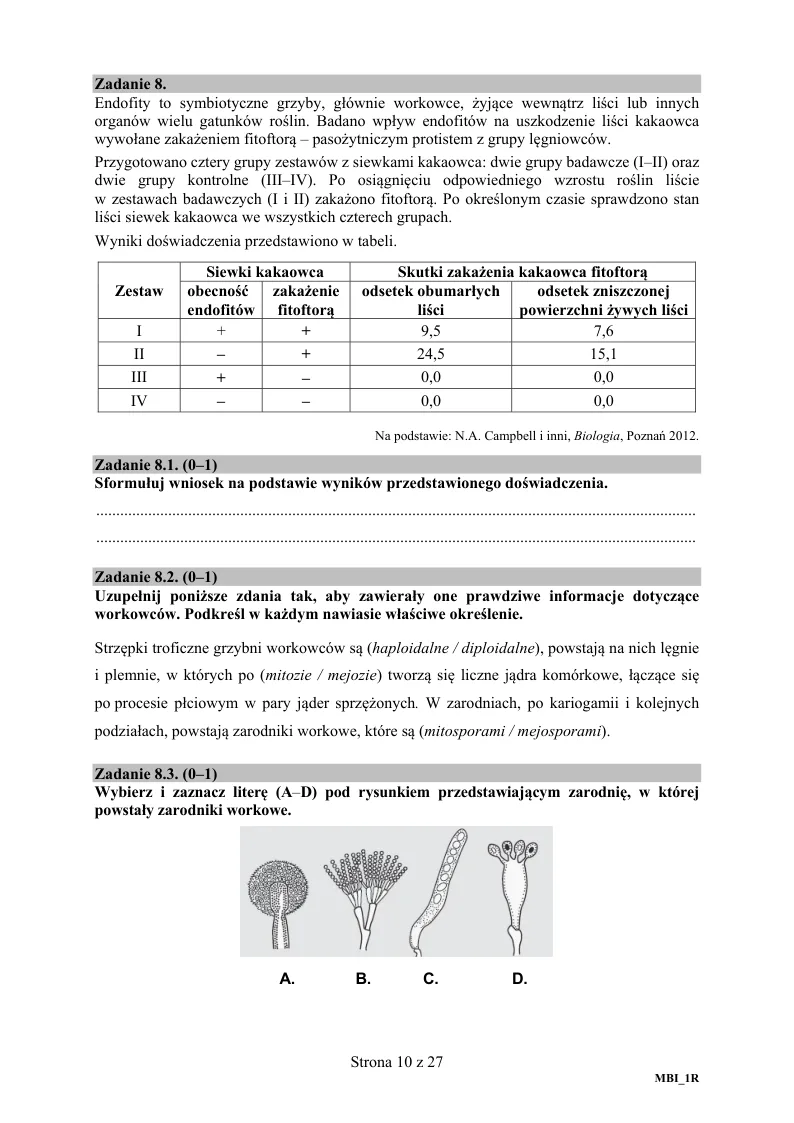 Zadanie 8.
Endofity to symbiotyczne grzyby, głównie workowce, żyjące wewnątrz liści lub innych
organów wielu gatunków roślin. Badano wpływ endofitów na uszkodzenie liści kakaowca
wywołane zakażeniem fitoftorą – pasożytniczym protistem z grupy lęgniowców.
Przygotowano cztery grupy zestawów z siewkami kakaowca: dwie grupy badawcze (I–II) oraz
dwie grupy kontrolne (III–IV). Po osiągnięciu odpowiedniego wzrostu roślin liście
w zestawach badawczych (I i II) zakażono fitoftorą. Po określonym czasie sprawdzono stan
liści siewek kakaowca we wszystkich czterech grupach.
Wyniki doświadczenia przedstawiono w tabeli.
Zestaw Siewki kakaowca Skutki zakażenia kakaowca fitoftorą
obecność zakażenie odsetek obumarłych odsetek zniszczonej
endofitów fitoftorą liści powierzchni żywych liści
I + + 9,5 7,6
II – + 24,5 15,1
III + – 0,0 0,0
IV – – 0,0 0,0
Na podstawie: N.A. Campbell i inni, Biologia, Poznań 2012.
Zadanie 8.1. (0–1)
Sformułuj wniosek na podstawie wyników przedstawionego doświadczenia.
Zadanie 8.2. (0–1)
Uzupełnij poniższe zdania tak, aby zawierały one prawdziwe informacje dotyczące
workowców. Podkreśl w każdym nawiasie właściwe określenie.
Strzępki troficzne grzybni workowców są (haploidalne / diploidalne), powstają na nich lęgnie
i plemnie, w których po (mitozie / mejozie) tworzą się liczne jądra komórkowe, łączące się
po procesie płciowym w pary jąder sprzężonych. W zarodniach, po kariogamii i kolejnych
podziałach, powstają zarodniki workowe, które są (mitosporami / mejosporami).
Zadanie 8.3. (0–1)
Wybierz i zaznacz literę (A–D) pod rysunkiem przedstawiającym zarodnię, w której
powstały zarodniki workowe.
A. B. C. D.
Strona 10 z 27
MBI_1R